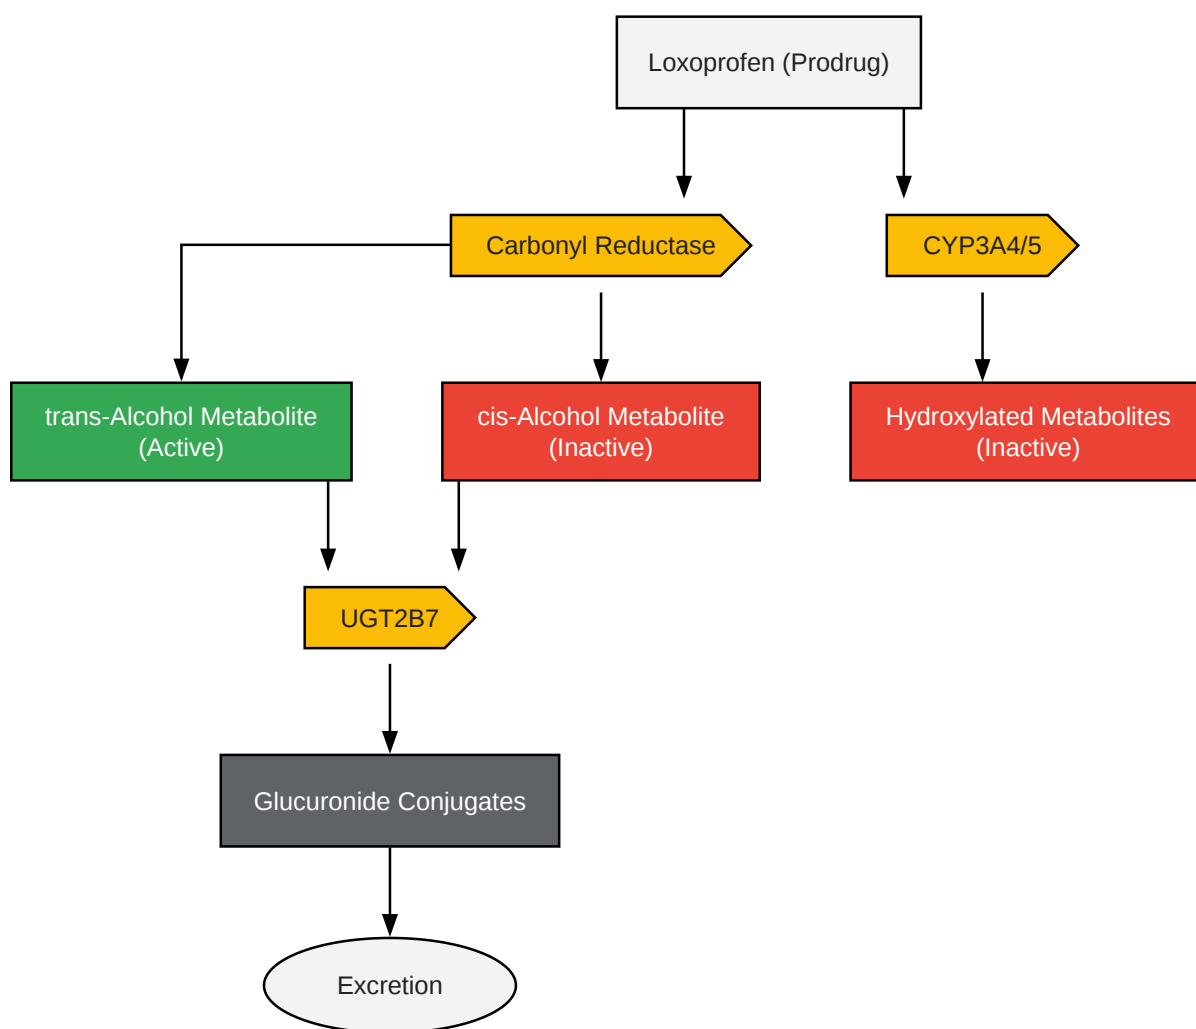 Loxoprofen (Prodrug)
Carbonyl Reductase
CYP3A4/5
trans-Alcohol Metabolite
(Active)
cis-Alcohol Metabolite
(Inactive)
Hydroxylated Metabolites
(Inactive)
UGT2B7
Glucuronide Conjugates
Excretion